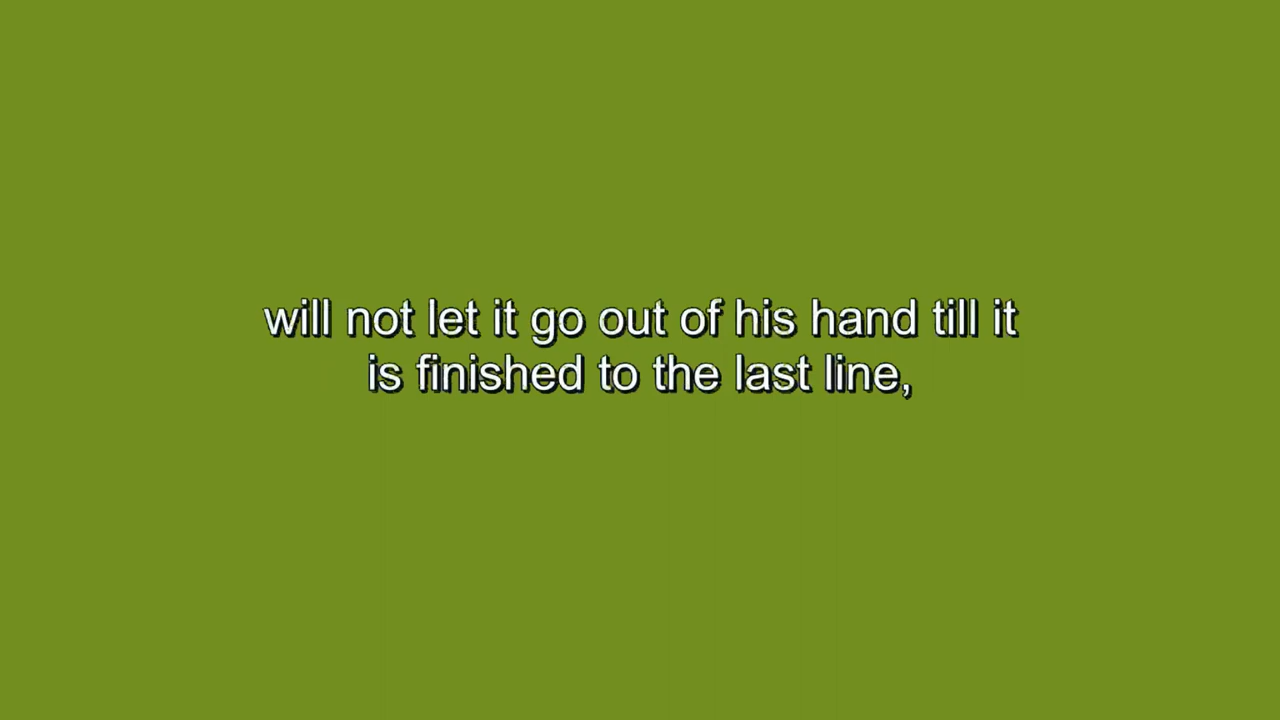 will not let it go out of his hand till it
is finished to the last line,